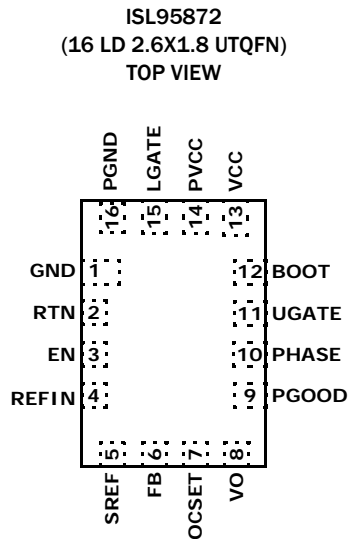 ISL95872
(16 LD 2.6X1.8 UTQFN)
TOP VIEW
PGND
LGATE
PVCC
VCC
16
15
14
13
GND 1
12 BOOT
RTN 2
11 UGATE
EN 3
10 PHASE
REFIN 4
9 PGOOD
5
6
7
8
SREF
FB
OCSET
VO